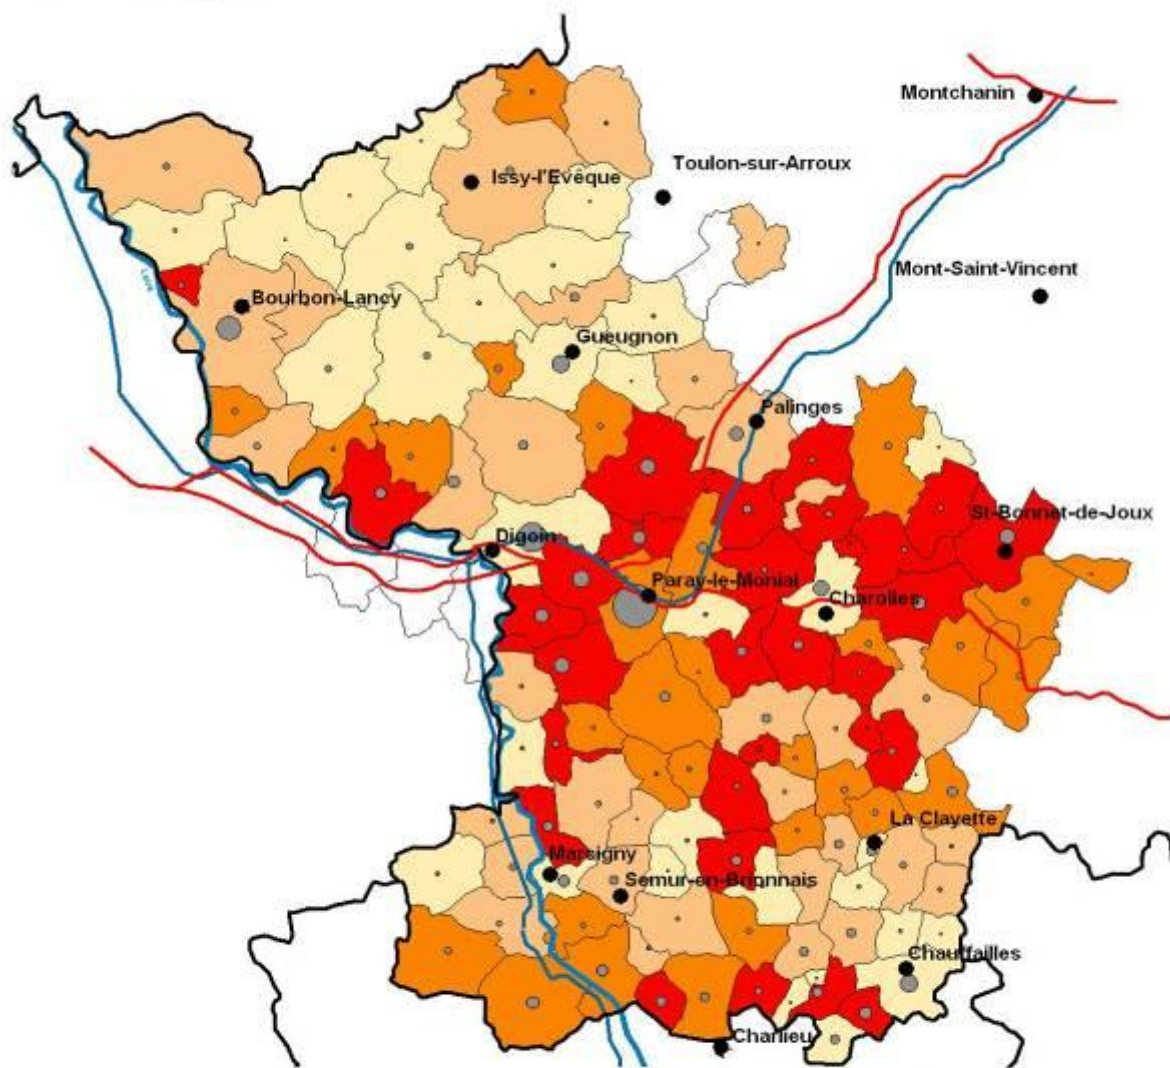 Montchanin
Toulon-sur-Arroux
Issy-l'Evêque
Mont-Saint-Vincent
Loire
Bourbon-Lancy
Gueugnon
Palinges
St-Bonnet-de-Joux
Digoin
Paray-le-Monial
Charolles
La Clayette
Marcigny
Semur-en-Brionnais
Chauffailles
Charlieu